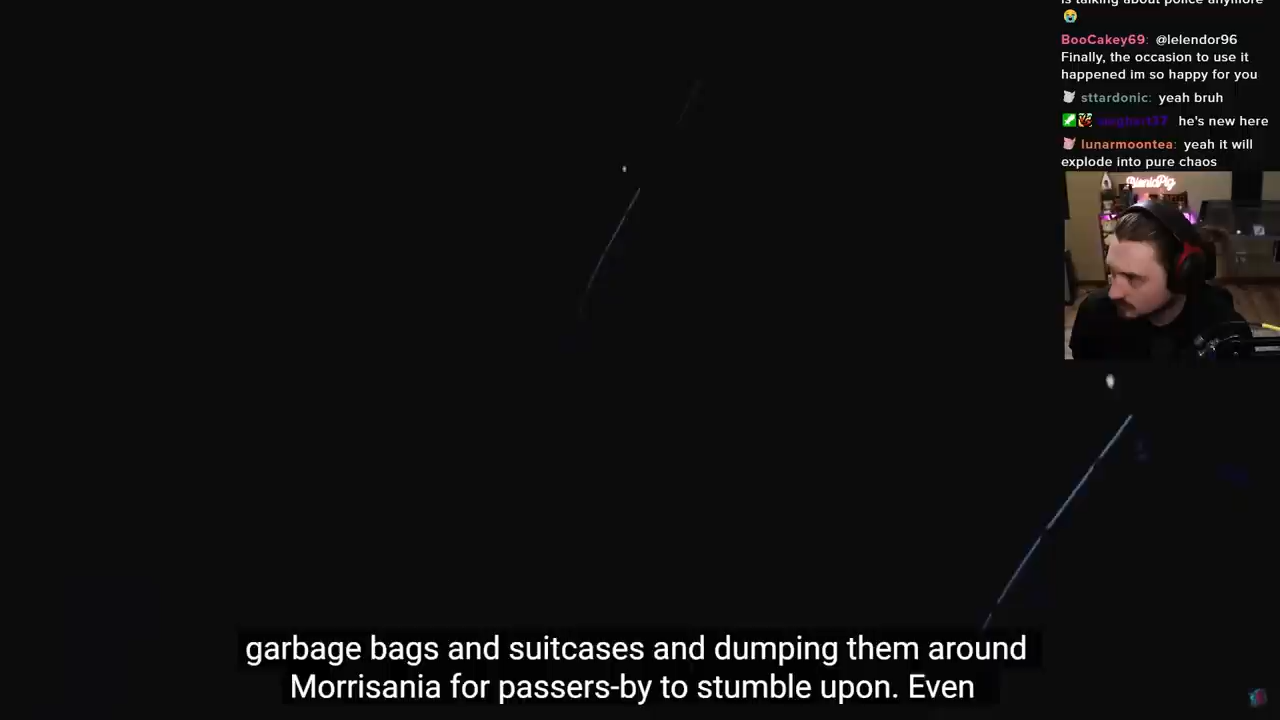 is talking about police anymore
😭
BooCakey69: @lelendor96
Finally, the occasion to use it
happened im so happy for you
sttardonic: yeah bruh
he's new here
lunarmoontea: yeah it will
explode into pure chaos
BlenicPig
garbage bags and suitcases and dumping them around
Morrisania for passers-by to stumble upon. Even